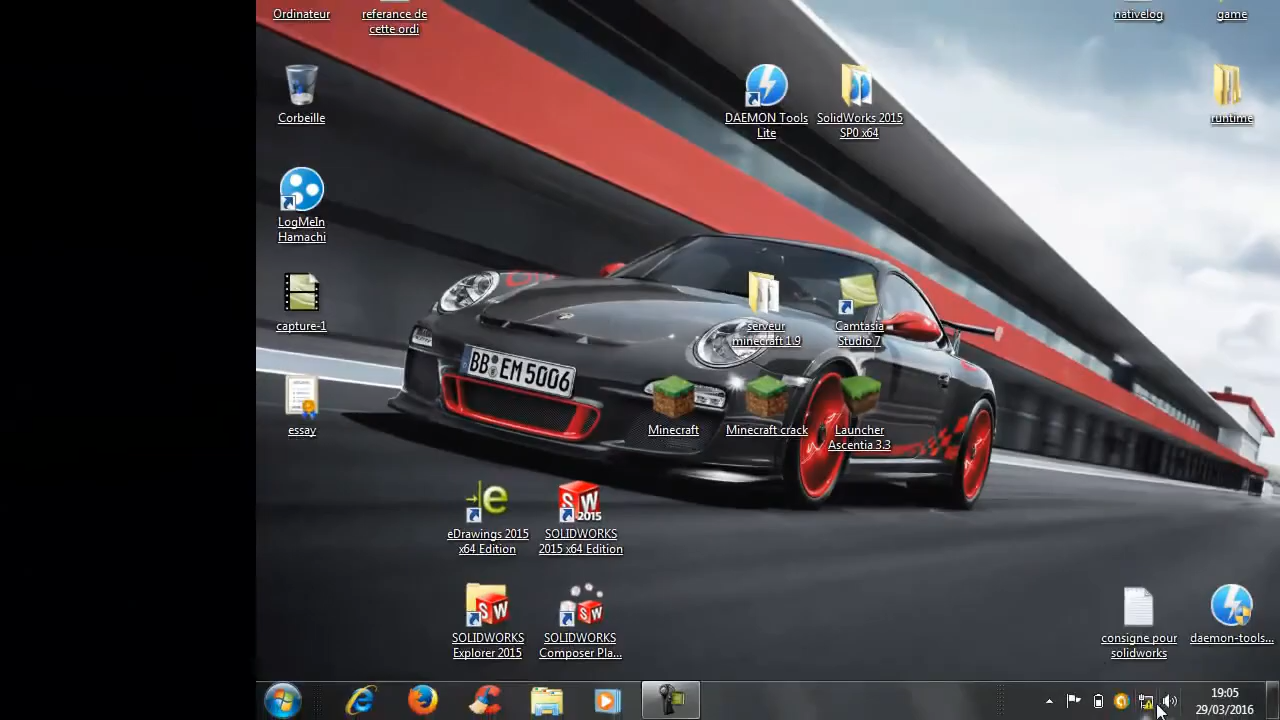 Ordinateur
referance de
cette ordi
nativelog
game
Corbeille
DAEMON Tools
Lite
SolidWorks 2015
SP0 x64
runtime
LogMeIn
Hamachi
capture-1
serveur
minecraft 1.9
Camtasia
Studio 7
BB EM 5006
essay
Minecraft
Minecraft crack
Launcher
Ascentia 3.3
eDrawings 2015
x64 Edition
SW
2015
SOLIDWORKS
2015 x64 Edition
SW
SOLIDWORKS
Explorer 2015
SW
SOLIDWORKS
Composer Pla...
consigne pour
solidworks
daemon-tools...
19:05
29/03/2016